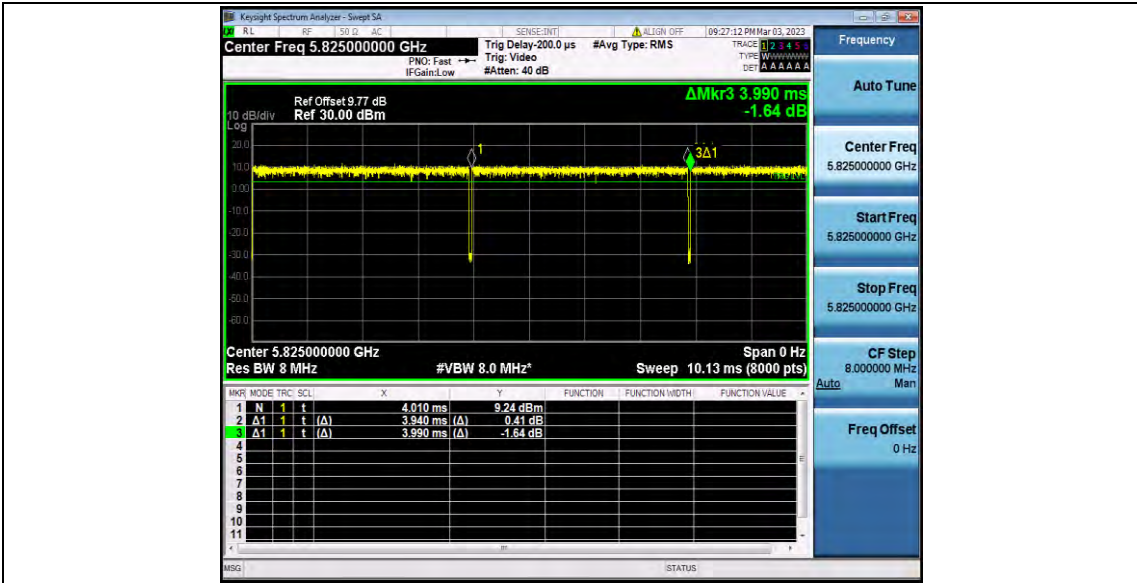 Keysight Spectrum Analyzer - Swept SA
RL RF 50 Ω AC SENSE:INT ALIGN OFF 09:27:12 PM Mar 03, 2023
Center Freq 5.825000000 GHz Trig Delay-200.0 µs #Avg Type: RMS TRACE 1 2 3 4 5 6
PNO: Fast Trig: Video TYPE W
IFGain:Low #Atten: 40 dB DET A A A A A A
Frequency
Auto Tune
Center Freq
5.825000000 GHz
Start Freq
5.825000000 GHz
Stop Freq
5.825000000 GHz
CF Step
8.000000 MHz
Auto Man
Freq Offset
0 Hz
ΔMkr3 3.990 ms
-1.64 dB
Ref Offset 9.77 dB
10 dB/div Ref 30.00 dBm
Log
20.0
10.0
0.00
-10.0
-20.0
-30.0
-40.0
-50.0
-60.0
1
3Δ1
Center 5.825000000 GHz Span 0 Hz
Res BW 8 MHz #VBW 8.0 MHz* Sweep 10.13 ms (8000 pts)
MKR MODE TRC SCL X Y FUNCTION FUNCTION WIDTH FUNCTION VALUE
1 N 1 t 4.010 ms 9.24 dBm
2 Δ1 1 t (Δ) 3.940 ms (Δ) 0.41 dB
3 Δ1 1 t (Δ) 3.990 ms (Δ) -1.64 dB
4
5
6
7
8
9
10
11
MSG STATUS